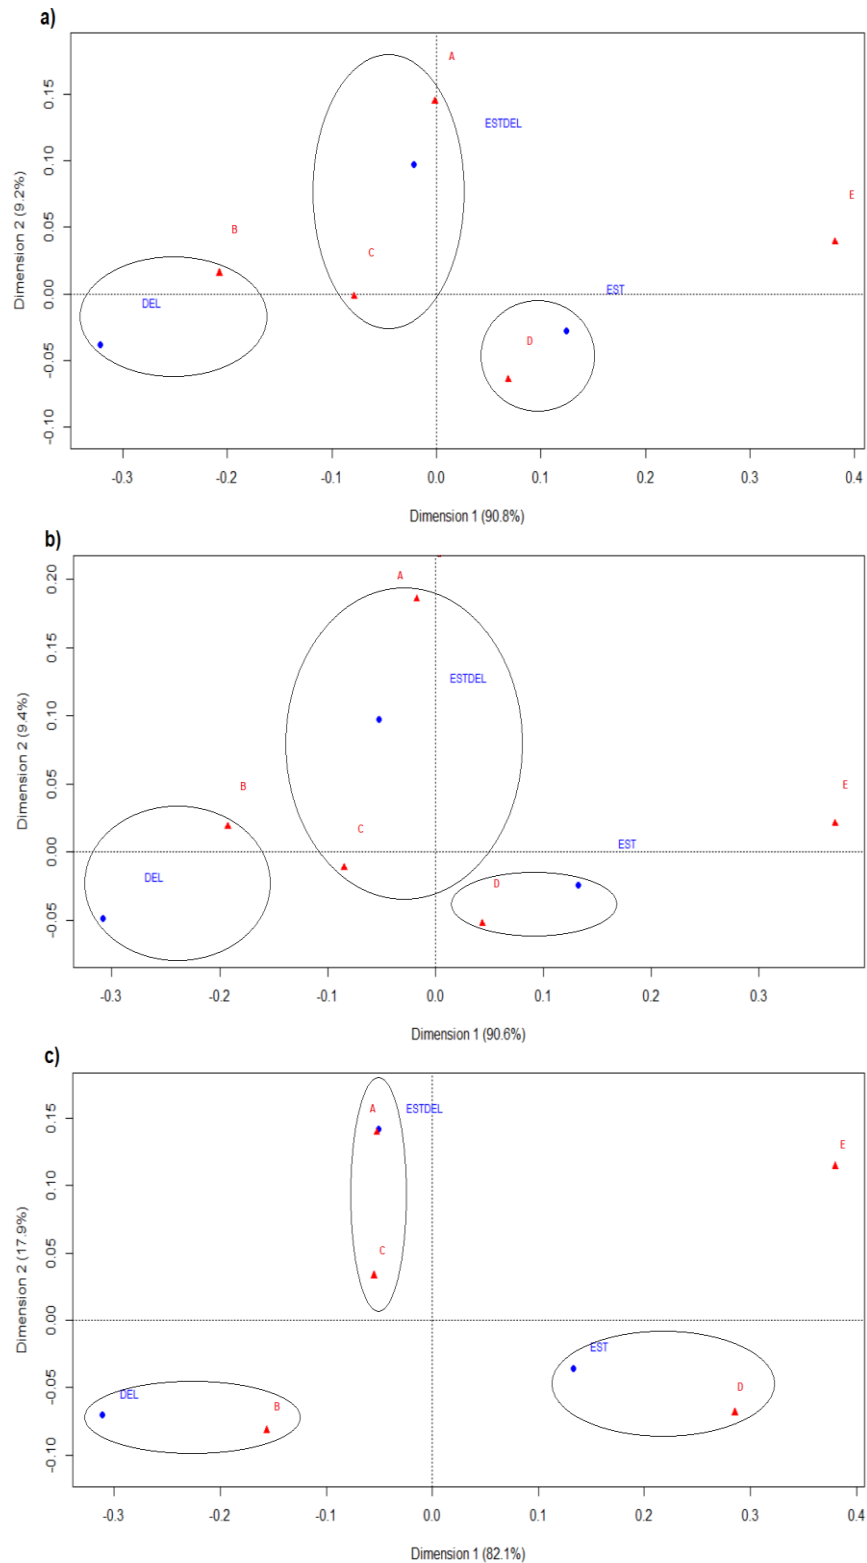 a)
A
0.15
ESTDEL
Dimension 2 (9.2%)
0.10
E
0.05
B
C
0.00
DEL
EST
D
-0.05
-0.10
-0.3 -0.2 -0.1 0.0 0.1 0.2 0.3 0.4
Dimension 1 (90.8%)
b)
0.20
A
0.15
ESTDEL
Dimension 2 (9.4%)
0.10
B
E
0.05
C
EST
0.00
DEL
D
-0.05
-0.3 -0.2 -0.1 0.0 0.1 0.2 0.3
Dimension 1 (90.6%)
c)
A
ESTDEL
0.15
E
Dimension 2 (17.9%)
0.10
C
0.05
0.00
EST
-0.05
DEL
D
B
-0.10
-0.3 -0.2 -0.1 0.0 0.1 0.2 0.3 0.4
Dimension 1 (82.1%)